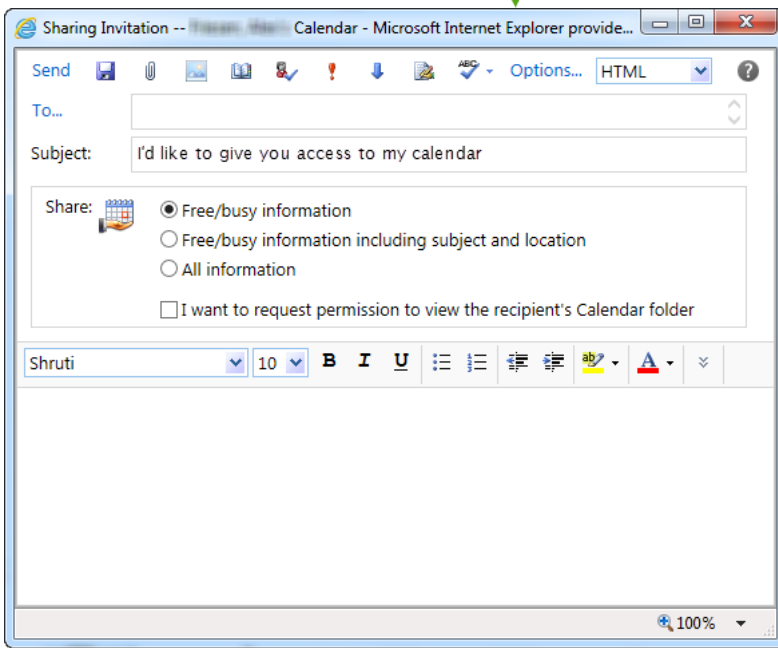 Sharing Invitation -- Calendar - Microsoft Internet Explorer provide...
Send Options... HTML
To...
Subject: I'd like to give you access to my calendar
Share: Free/busy information
Free/busy information including subject and location
All information
I want to request permission to view the recipient's Calendar folder
Shruti 10 B I U ab A
100%